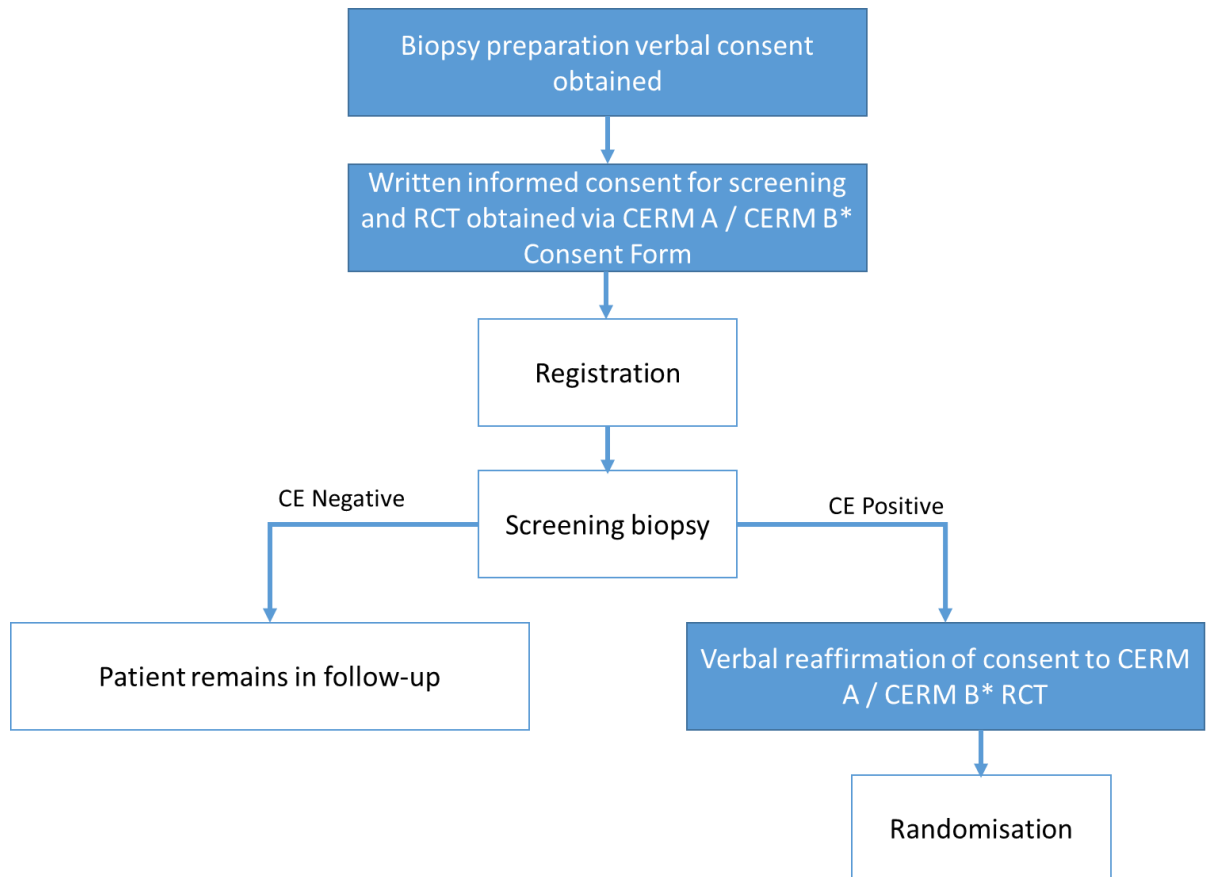 Biopsy preparation verbal consent
obtained
Written informed consent for screening
and RCT obtained via CERM A / CERM B*
Consent Form
Registration
CE Negative
Screening biopsy
CE Positive
Patient remains in follow-up
Verbal reaffirmation of consent to CERM
A / CERM B* RCT
Randomisation